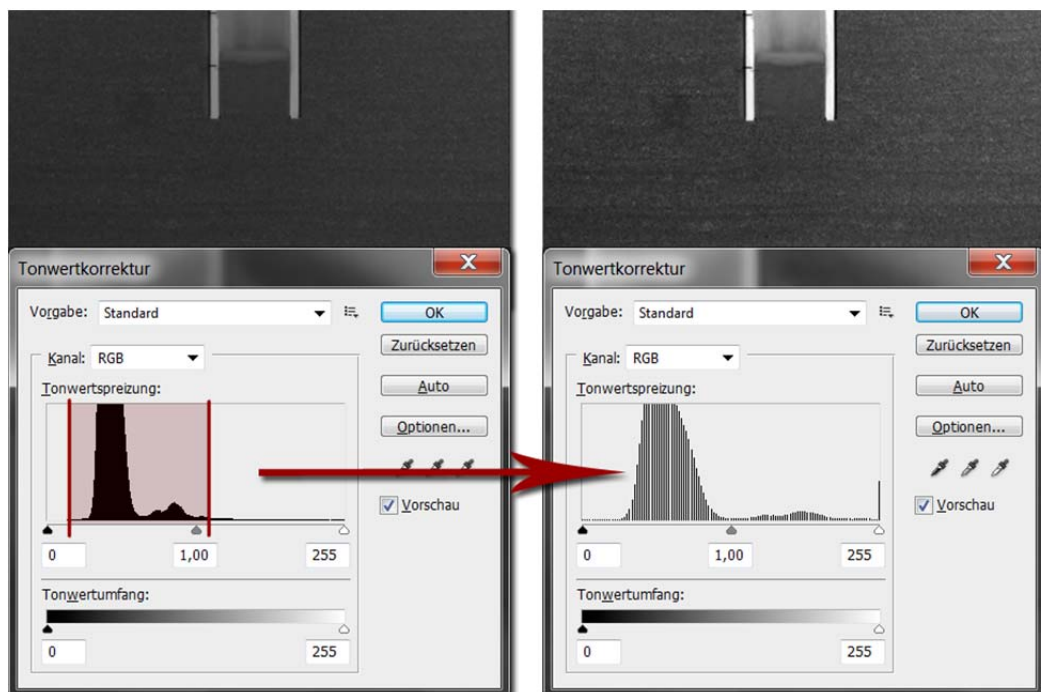 Tonwertkorrektur
Vorgabe: Standard
OK
Kanal: RGB
Zurücksetzen
Tonwertspreizung:
Auto
Optionen...
Vorschau
0 1,00 255
Tonwertumfang:
0 255
Tonwertkorrektur
Vorgabe: Standard
OK
Kanal: RGB
Zurücksetzen
Tonwertspreizung:
Auto
Optionen...
Vorschau
0 1,00 255
Tonwertumfang:
0 255